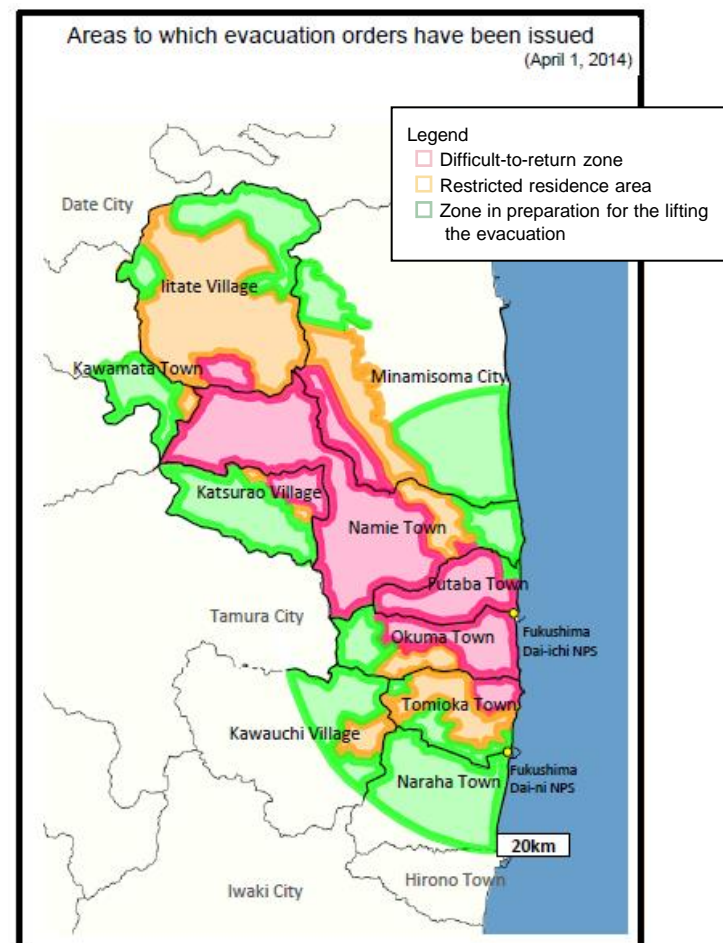 Areas to which evacuation orders have been issued
(April 1, 2014)
Legend
Difficult-to-return zone
Restricted residence area
Zone in preparation for the lifting
the evacuation
Date City
Iitate Village
Kawamata Town
Minamisoma City
Katsurao Village
Namie Town
Futaba Town
Tamura City
Okuma Town
Fukushima
Dai-ichi NPS
Tomioka Town
Kawauchi Village
Fukushima
Dai-ni NPS
Naraha Town
20km
Hirono Town
Iwaki City